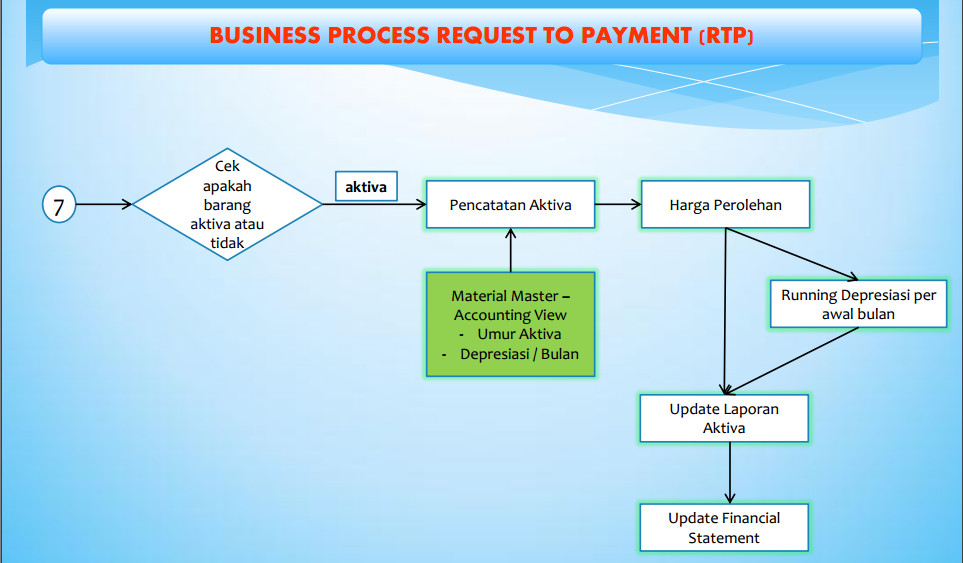 BUSINESS PROCESS REQUEST TO PAYMENT (RTP)
7
Cek
apakah
barang
aktiva atau
tidak
aktiva
Pencatatan Aktiva
Harga Perolehan
Material Master –
Accounting View
- Umur Aktiva
- Depresiasi / Bulan
Running Depresiasi per
awal bulan
Update Laporan
Aktiva
Update Financial
Statement